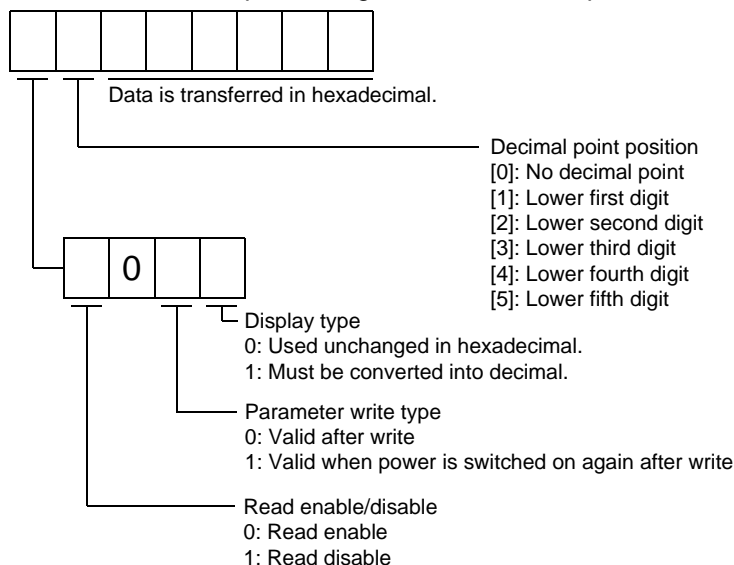 Data is transferred in hexadecimal.
Decimal point position
[0]: No decimal point
[1]: Lower first digit
[2]: Lower second digit
[3]: Lower third digit
[4]: Lower fourth digit
[5]: Lower fifth digit
0
Display type
0: Used unchanged in hexadecimal.
1: Must be converted into decimal.
Parameter write type
0: Valid after write
1: Valid when power is switched on again after write
Read enable/disable
0: Read enable
1: Read disable